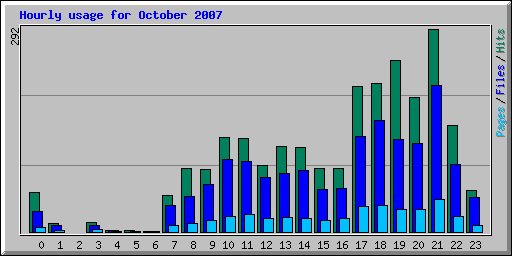 Hourly usage for October 2007
292
Pages / Files / Hits
0 1 2 3 4 5 6 7 8 9 10 11 12 13 14 15 16 17 18 19 20 21 22 23